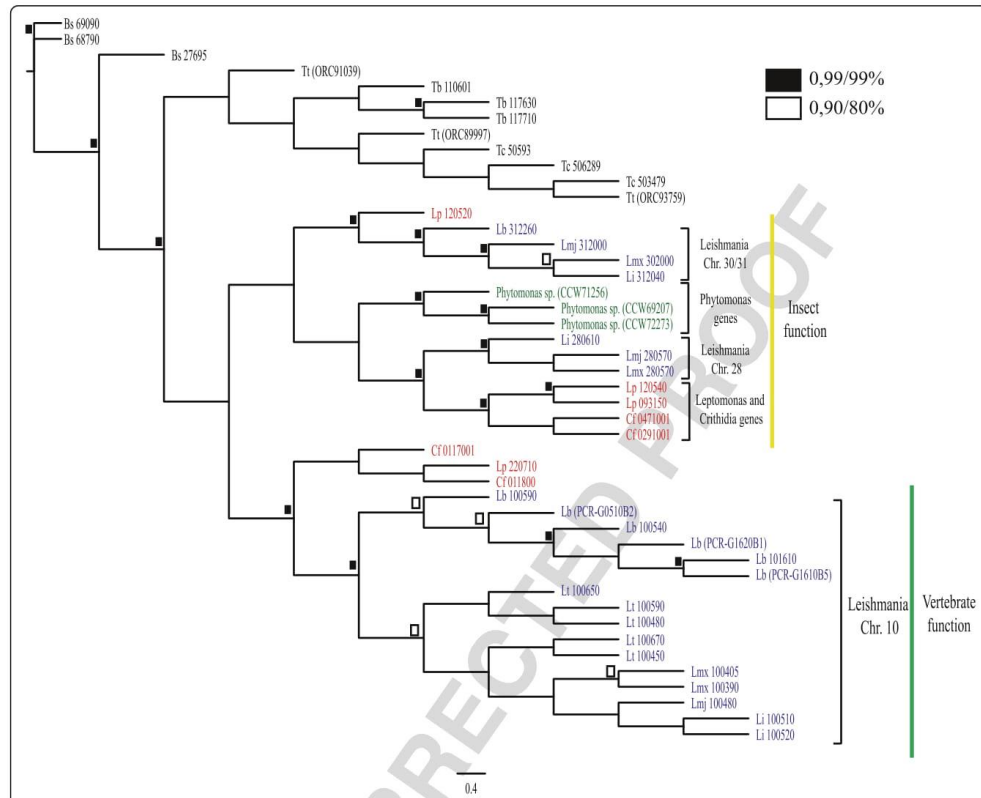 Bs 69090
Bs 68790
Bs 27695
Tt (ORC91039)
Tb 110601
Tb 117630
Tb 117710
Tt (ORC89997)
Tc 50593
Tc 506289
Tc 503479
Tt (ORC93759)
0,99/99%
0,90/80%
Lp 120520
Lb 312260
Lmj 312000
Lmx 302000
Li 312040
Leishmania
Chr. 30/31
Phytomonas sp. (CCW71256)
Phytomonas sp. (CCW69207)
Phytomonas sp. (CCW72273)
Phytomonas
genes
Li 280610
Lmj 280570
Lmx 280570
Leishmania
Chr. 28
Lp 120540
Lp 093150
Cf 0471001
Cf 0291001
Leptomonas and
Crithidia genes
Insect
function
Cf 0117001
Lp 220710
Cf 011800
Lb 100590
Lb (PCR-G0510B2)
Lb 100540
Lb (PCR-G1620B1)
Lb 101610
Lb (PCR-G1610B5)
Lt 100650
Lt 100590
Lt 100480
Lt 100670
Lt 100450
Lmx 100405
Lmx 100390
Lmj 100480
Li 100510
Li 100520
Leishmania
Chr. 10
Vertebrate
function
0.4
RECTED PROOF